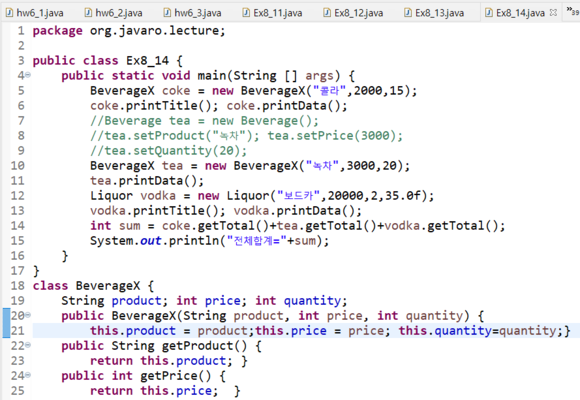 hw6_1.java hw6_2.java hw6_3.java Ex8_11.java Ex8_12.java Ex8_13.java Ex8_14.java
1 package org.javaro.lecture;
2
3 public class Ex8_14 {
4 public static void main(String [] args) {
5 BeverageX coke = new BeverageX("콜라",2000,15);
6 coke.printTitle(); coke.printData();
7 //Beverage tea = new Beverage();
8 //tea.setProduct("녹차"); tea.setPrice(3000);
9 //tea.setQuantity(20);
10 BeverageX tea = new BeverageX("녹차",3000,20);
11 tea.printData();
12 Liquor vodka = new Liquor("보드카",20000,2,35.0f);
13 vodka.printTitle(); vodka.printData();
14 int sum = coke.getTotal()+tea.getTotal()+vodka.getTotal();
15 System.out.println("전체합계="+sum);
16 }
17 }
18 class BeverageX {
19 String product; int price; int quantity;
20 public BeverageX(String product, int price, int quantity) {
21 this.product = product;this.price = price; this.quantity=quantity;}
22 public String getProduct() {
23 return this.product; }
24 public int getPrice() {
25 return this.price; }